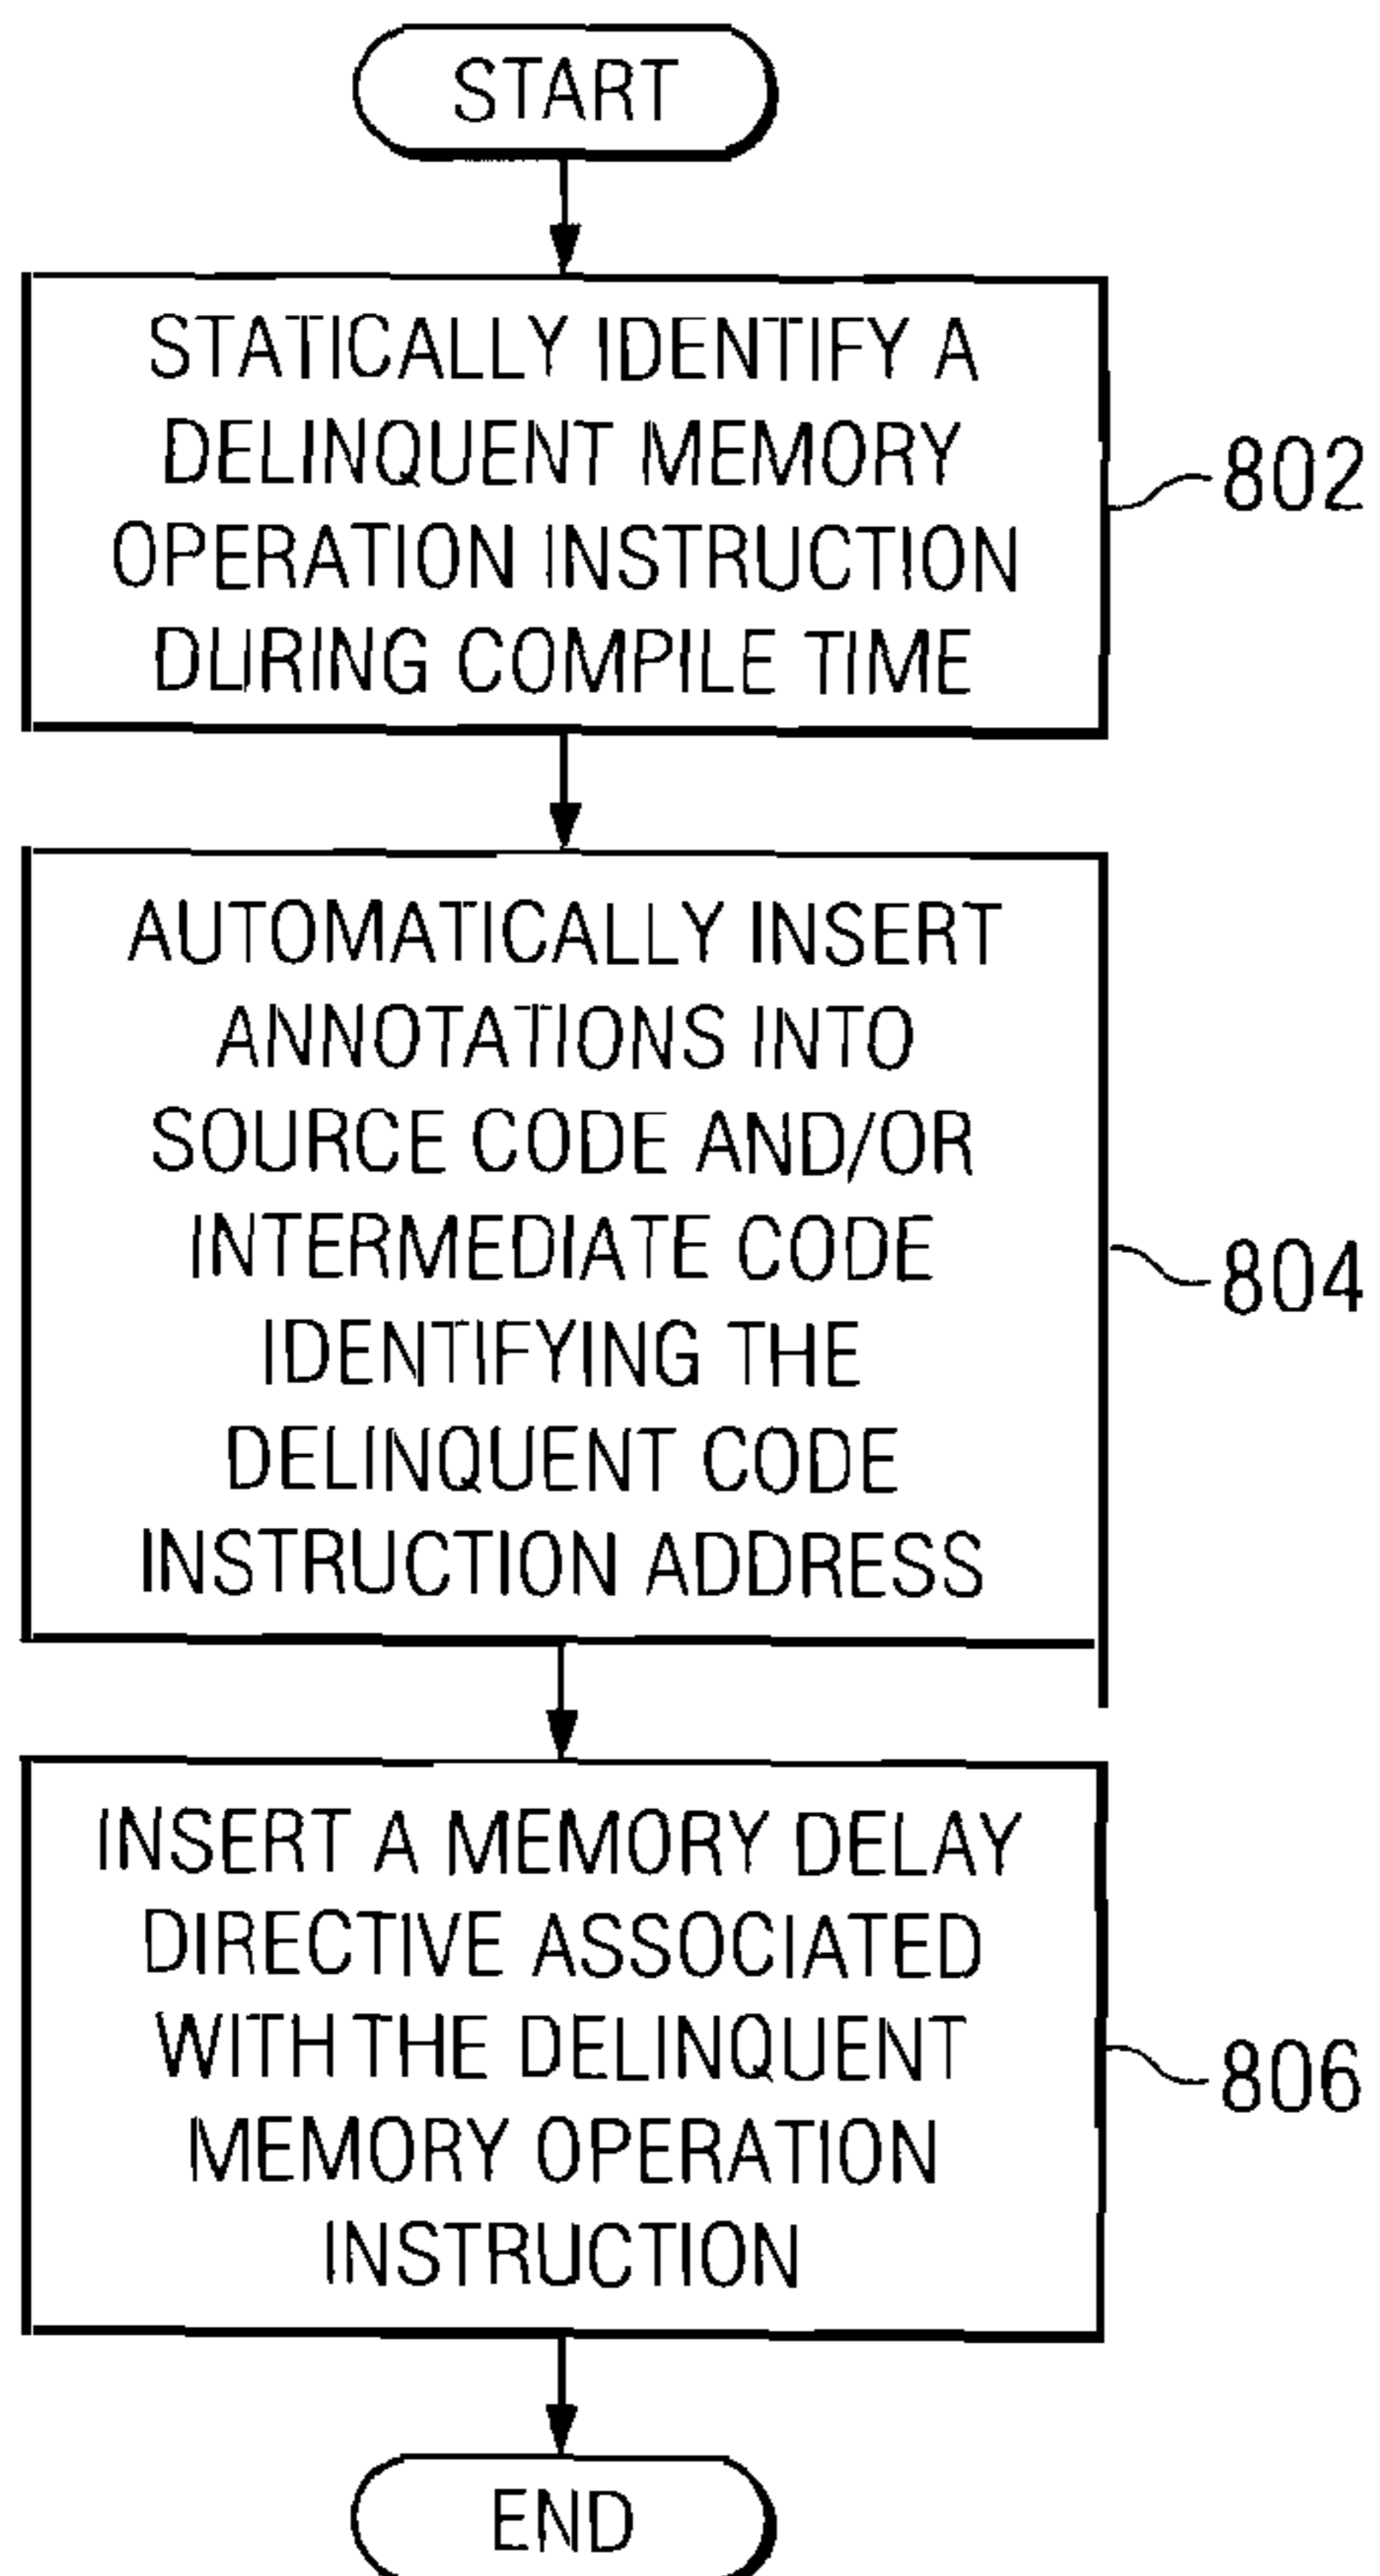 START
STATICALLY IDENTIFY A
DELINQUENT MEMORY
OPERATION INSTRUCTION
DURING COMPILE TIME
802
AUTOMATICALLY INSERT
ANNOTATIONS INTO
SOURCE CODE AND/OR
INTERMEDIATE CODE
IDENTIFYING THE
DELINQUENT CODE
INSTRUCTION ADDRESS
804
INSERT A MEMORY DELAY
DIRECTIVE ASSOCIATED
WITH THE DELINQUENT
MEMORY OPERATION
INSTRUCTION
806
END